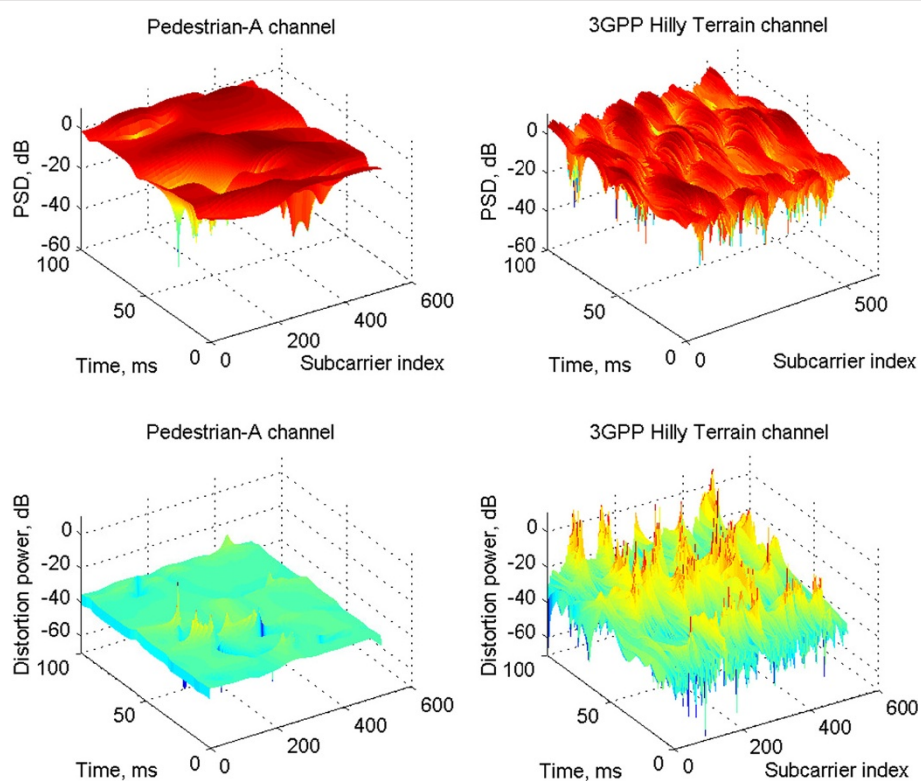 Pedestrian-A channel
3GPP Hilly Terrain channel
0
-20
-40
-60
PSD, dB
100
50
0
Time, ms
0
200
400
600
Subcarrier index
0
-20
-40
-60
PSD, dB
100
50
0
Time, ms
0
500
Subcarrier index
Pedestrian-A channel
3GPP Hilly Terrain channel
0
-20
-40
-60
Distortion power, dB
100
50
0
Time, ms
0
200
400
600
Subcarrier index
0
-20
-40
-60
Distortion power, dB
100
50
0
Time, ms
0
200
400
600
Subcarrier index